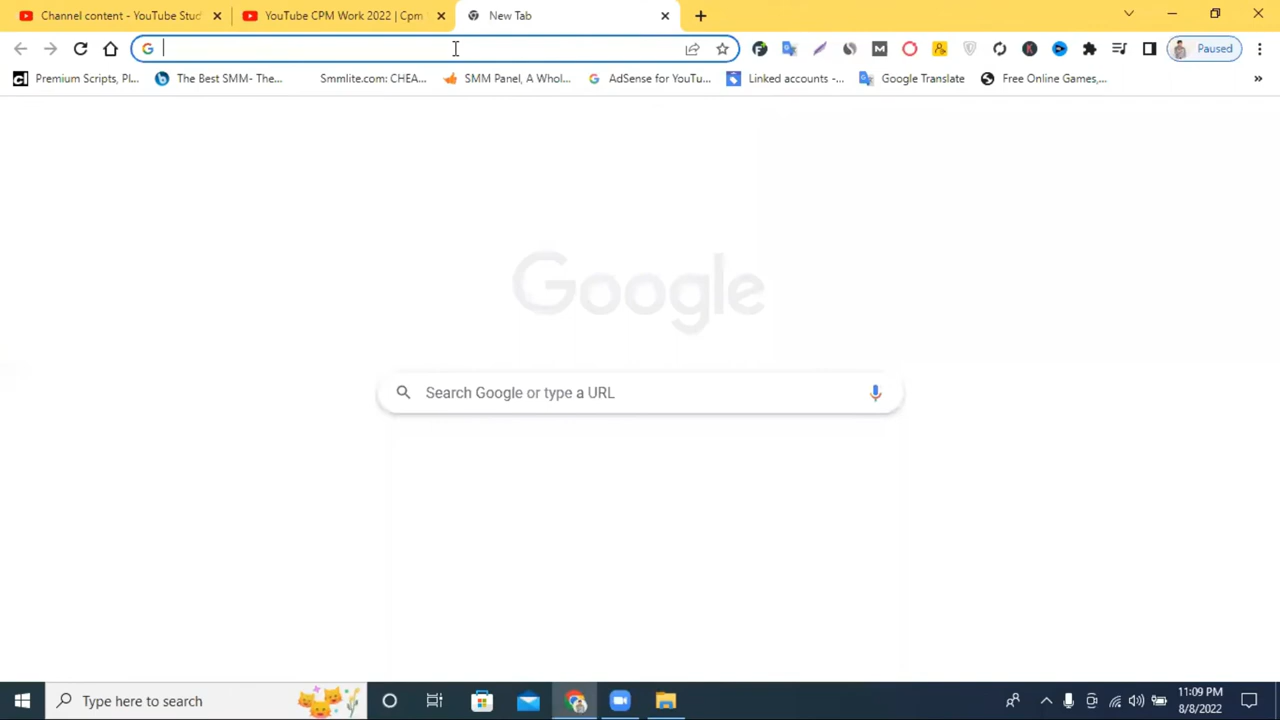 Channel content - YouTube Stud
YouTube CPM Work 2022 | Cpm
New Tab
Paused
Premium Scripts, Pl...
The Best SMM- The...
Smmlite.com: CHEA...
SMM Panel, A Whol...
AdSense for YouTu...
Linked accounts -...
Google Translate
Free Online Games,...
Google
Search Google or type a URL
Type here to search
11:09 PM
8/8/2022